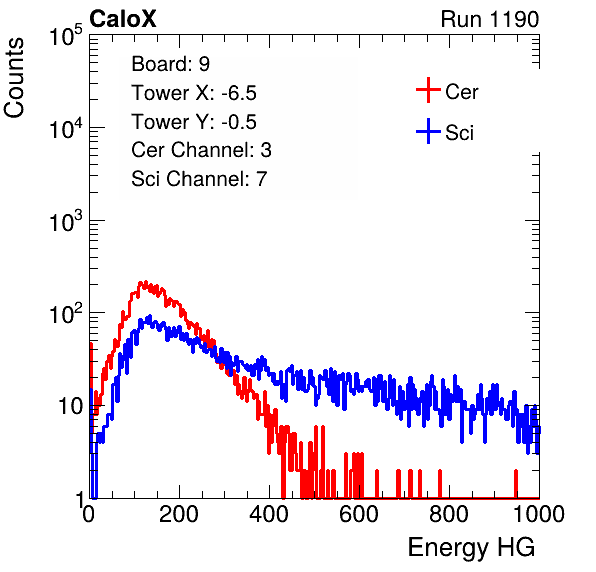 CaloX Run 1190
Counts
Board: 9
Tower X: -6.5
Tower Y: -0.5
Cer Channel: 3
Sci Channel: 7
Cer
Sci
10^5
10^4
10^3
10^2
10
1
0 200 400 600 800 1000
Energy HG